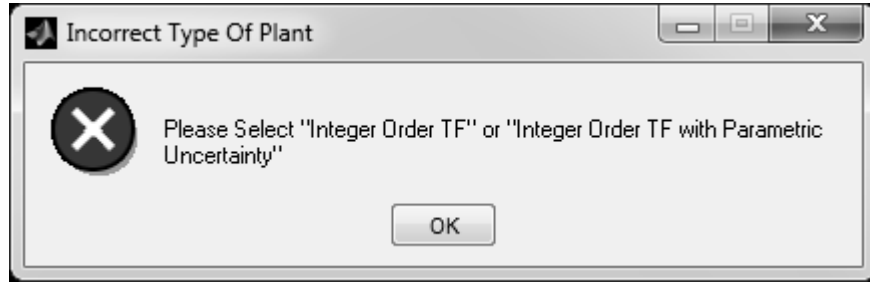 Incorrect Type Of Plant
Please Select "Integer Order TF" or "Integer Order TF with Parametric
Uncertainty"
OK